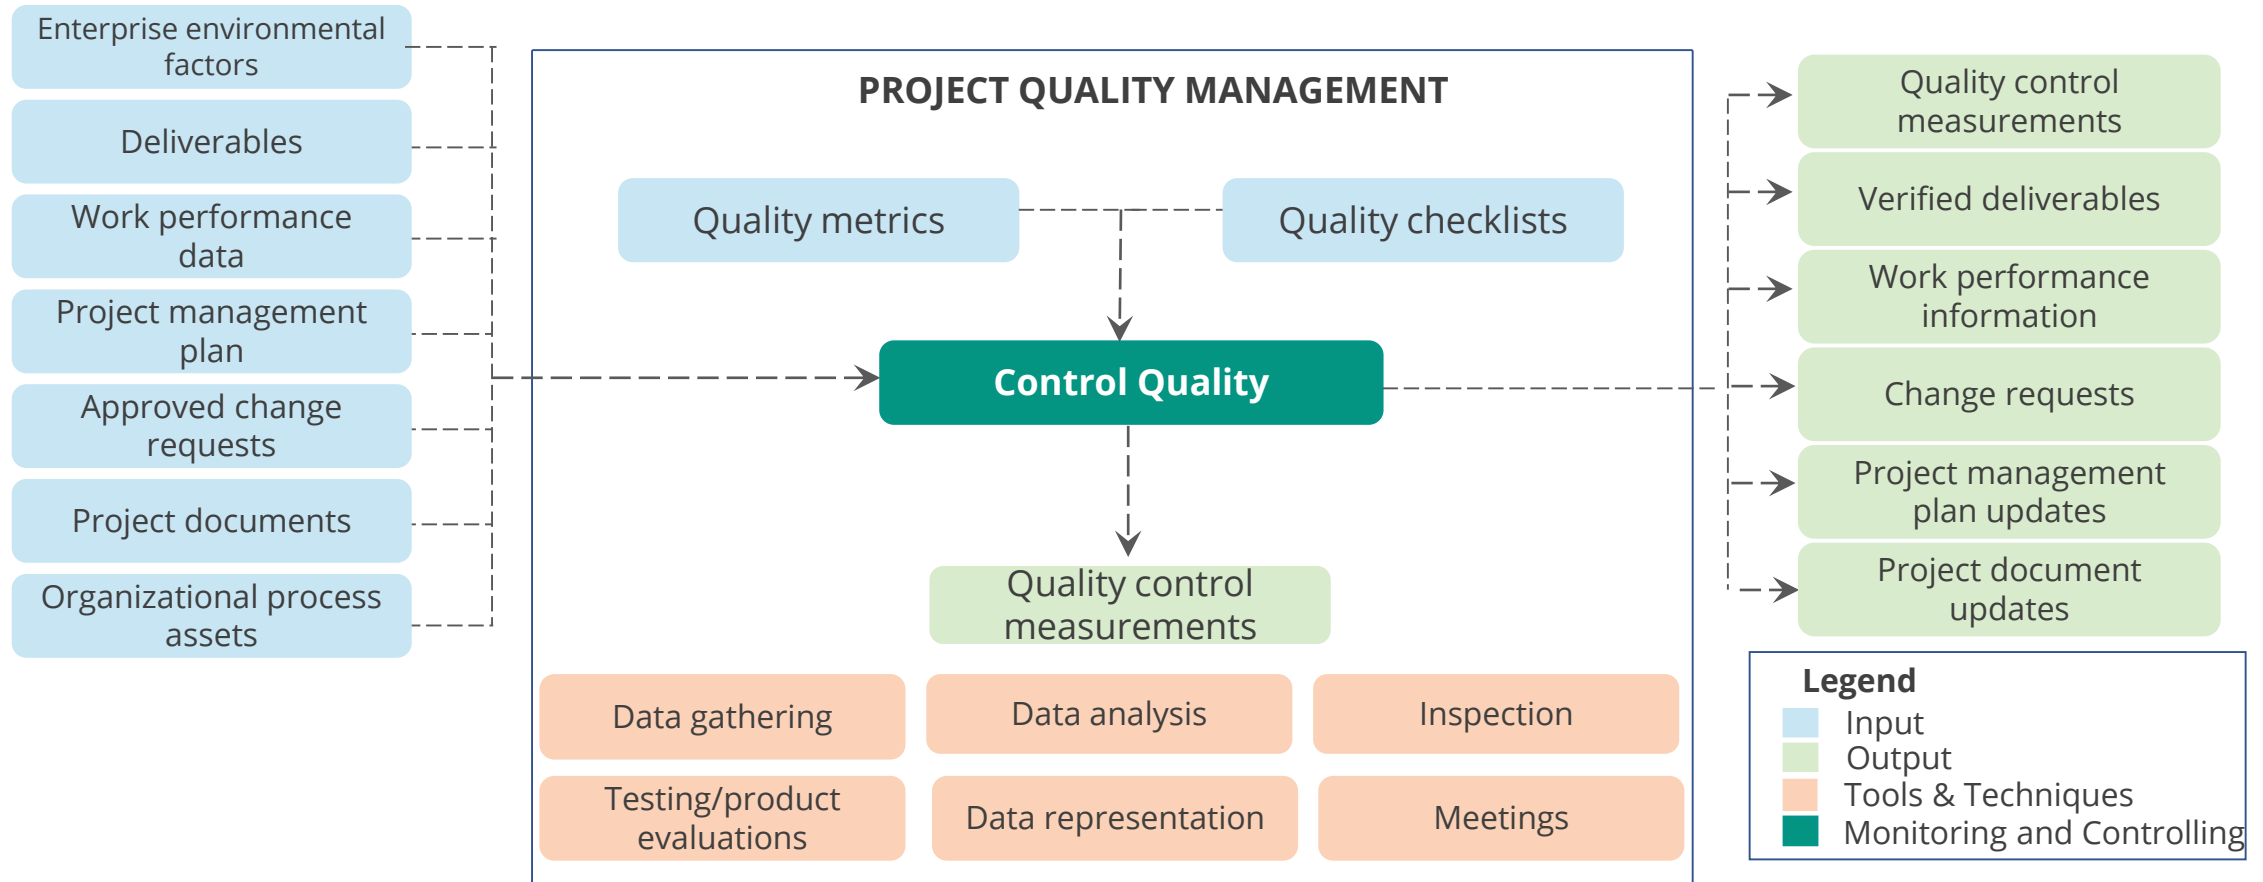 Enterprise environmental
factors
Deliverables
Work performance
data
Project management
plan
Approved change
requests
Project documents
Organizational process
assets
PROJECT QUALITY MANAGEMENT
Quality metrics
Quality checklists
Control Quality
Quality control
measurements
Data gathering
Data analysis
Inspection
Testing/product
evaluations
Data representation
Meetings
Quality control
measurements
Verified deliverables
Work performance
information
Change requests
Project management
plan updates
Project document
updates
Legend
Input
Output
Tools & Techniques
Monitoring and Controlling